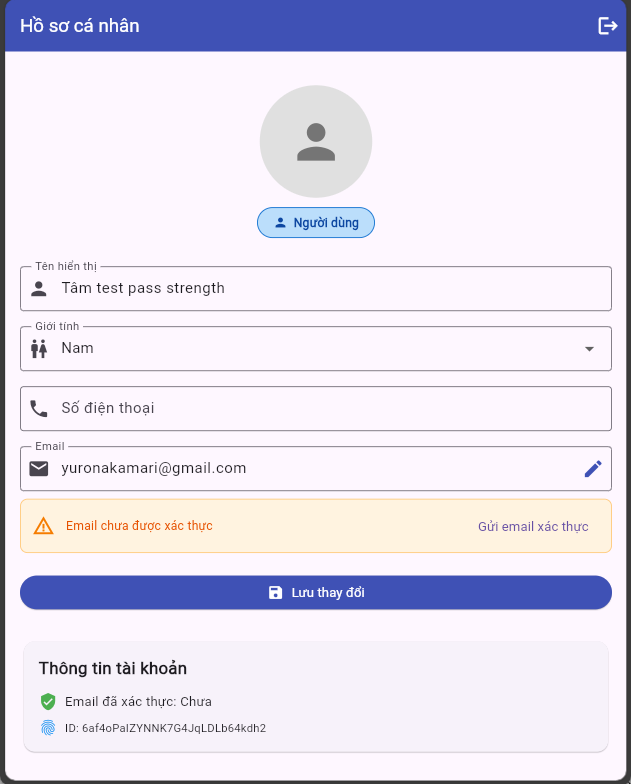 Hồ sơ cá nhân
Người dùng
Tên hiển thị
Tâm test pass strength
Giới tính
Nam
Số điện thoại
Email
yuronakamari@gmail.com
Email chưa được xác thực
Gửi email xác thực
Lưu thay đổi
Thông tin tài khoản
Email đã xác thực: Chưa
ID: 6af4oPaIZYNNK7G4JqLDLb64kdh2